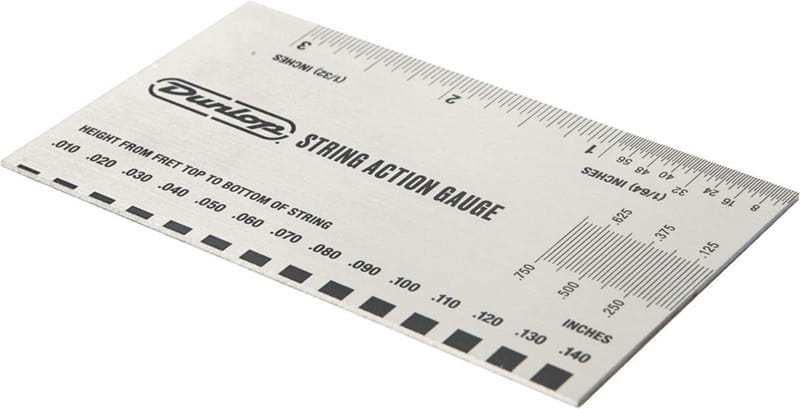 3 2 1
(1/32) INCHES
56 48 40 32 24 16 8
(1/64) INCHES
Dunlop®
STRING ACTION GAUGE
HEIGHT FROM FRET TOP TO BOTTOM OF STRING
.010 .020 .030 .040 .050 .060 .070 .080 .090 .100 .110 .120 .130 .140
.625 .375 .125
.750 .500 .250
INCHES